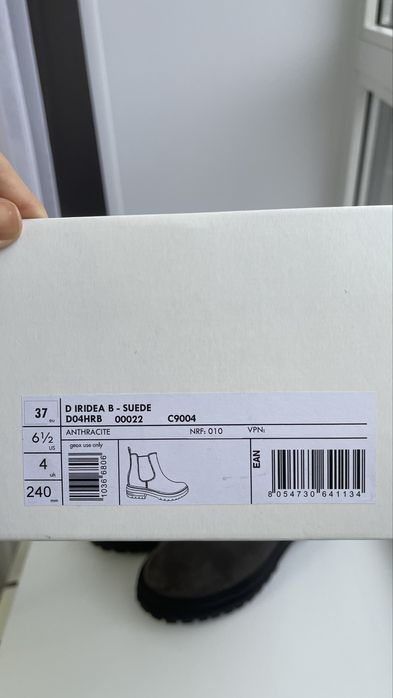 37 eu
D IRIDEA B - SUEDE
D04HRB 00022 C9004
6½ US
ANTHRACITE NRF: 010 VPN:
geox use only
4 uk
240 mm
1036 6806
EAN
8 054730 641134